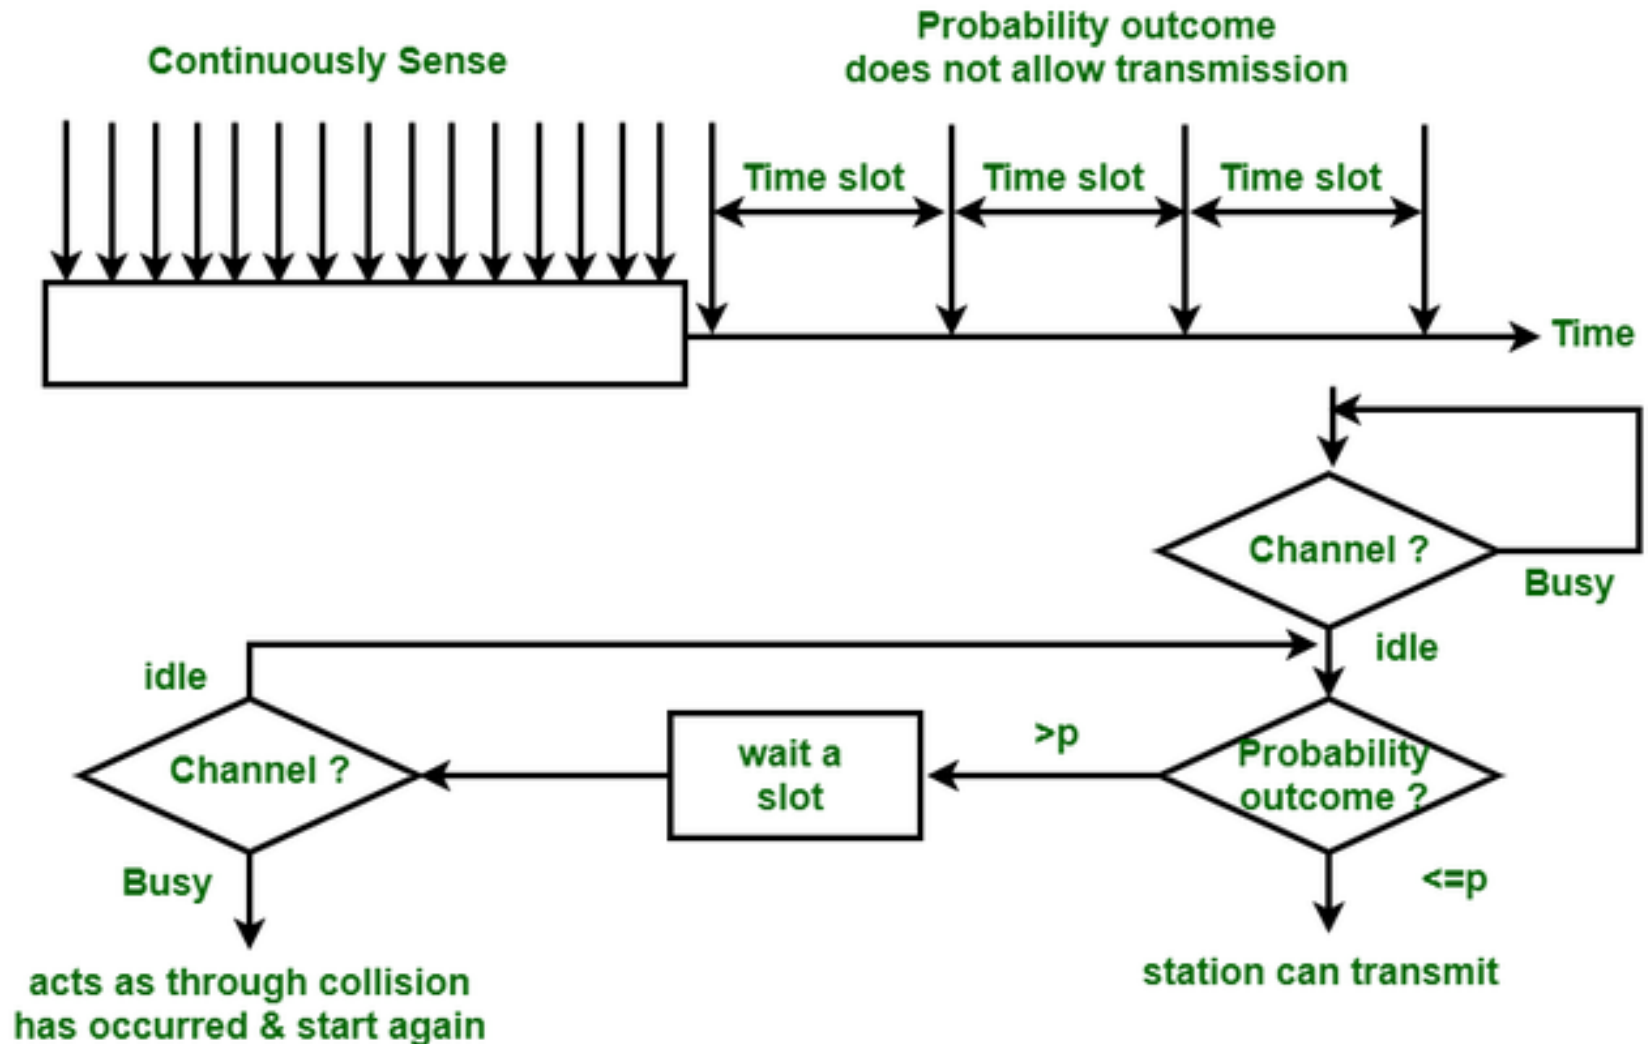 Continuously Sense
Probability outcome
does not allow transmission
Time slot
Time slot
Time slot
Time
Channel ?
Busy
idle
idle
Channel ?
wait a
slot
>p
Probability
outcome ?
Busy
<=p
acts as through collision
has occurred & start again
station can transmit